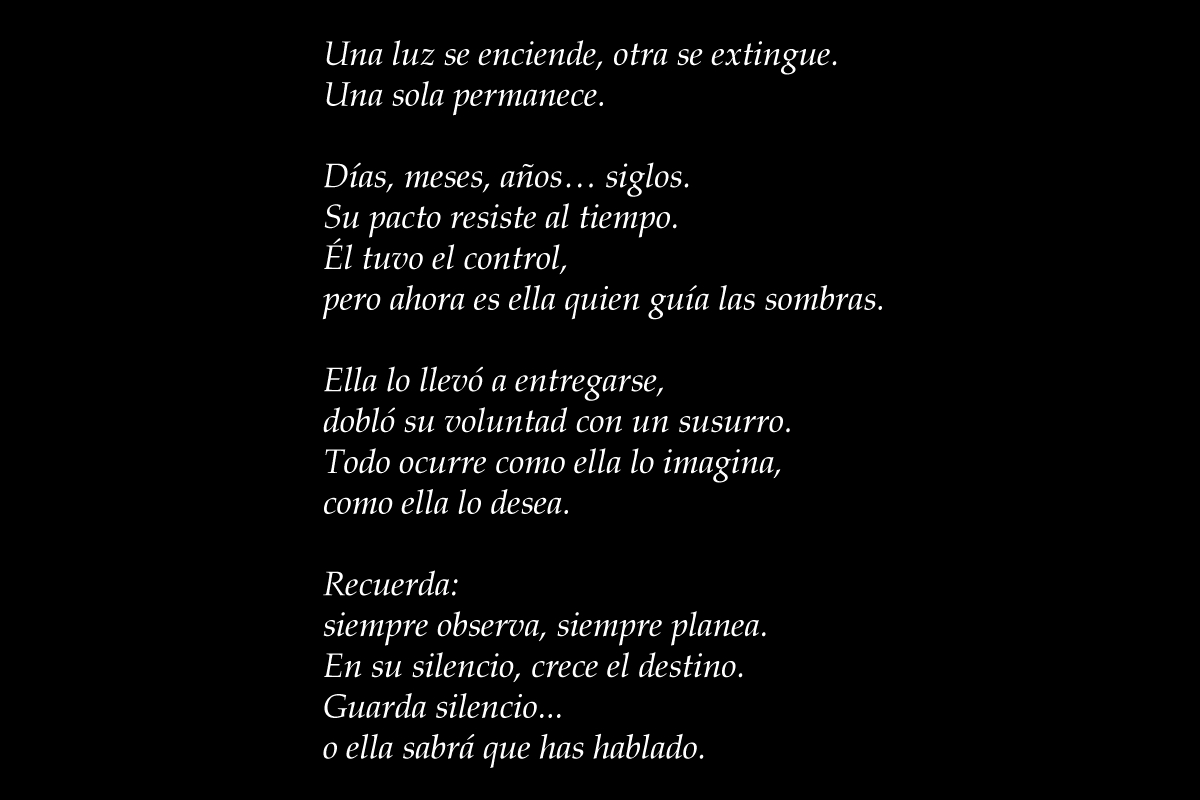 Una luz se enciende, otra se extingue.
Una sola permanece.
Días, meses, años… siglos.
Su pacto resiste al tiempo.
Él tuvo el control,
pero ahora es ella quien guía las sombras.
Ella lo llevó a entregarse,
dobló su voluntad con un susurro.
Todo ocurre como ella lo imagina,
como ella lo desea.
Recuerda:
siempre observa, siempre planea.
En su silencio, crece el destino.
Guarda silencio...
o ella sabrá que has hablado.